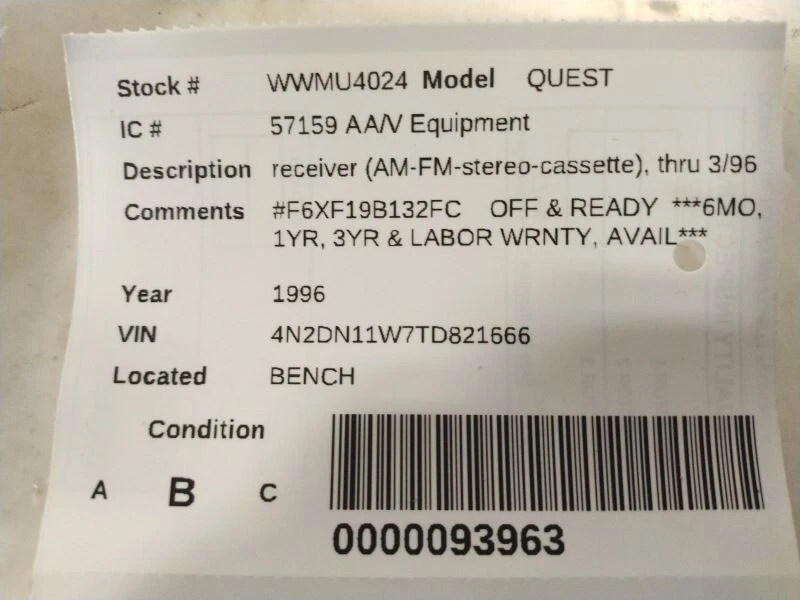 Stock # WWMU4024 Model QUEST
IC # 57159 AA/V Equipment
Description receiver (AM-FM-stereo-cassette), thru 3/96
Comments #F6XF19B132FC OFF & READY ***6MO,
1YR, 3YR & LABOR WRNTY, AVAIL***
Year 1996
VIN 4N2DN11W7TD821666
Located BENCH
Condition
A B C
0000093963